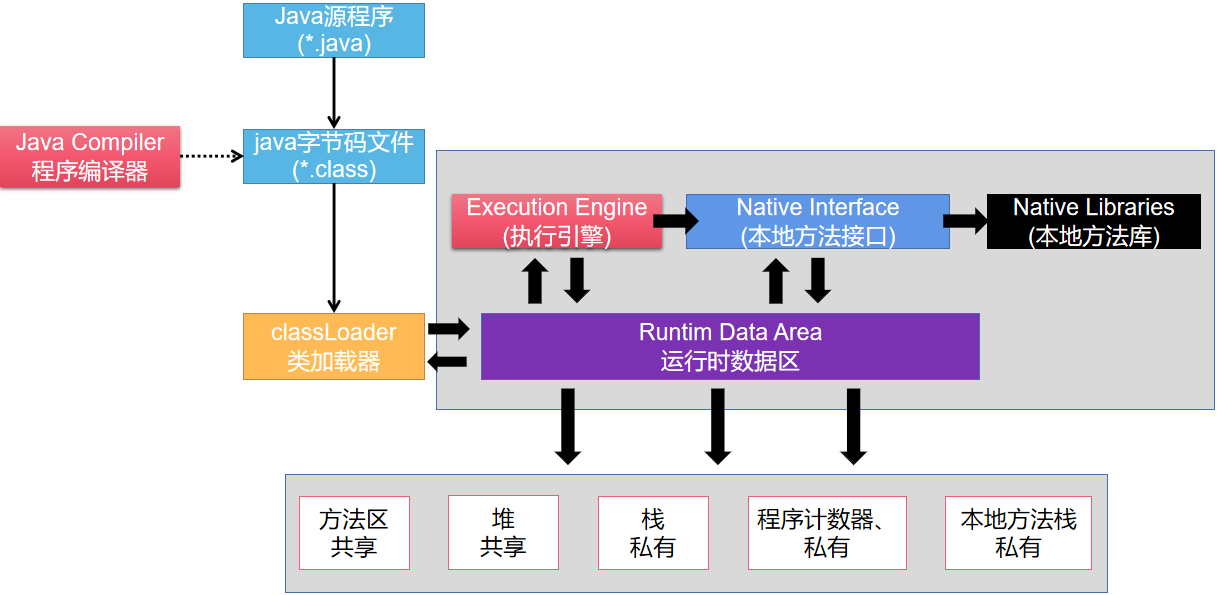 Java源程序
(*.java)
Java Compiler
程序编译器
java字节码文件
(*.class)
Execution Engine
(执行引擎)
Native Interface
(本地方法接口)
Native Libraries
(本地方法库)
classLoader
类加载器
Runtim Data Area
运行时数据区
方法区
共享
堆
共享
栈
私有
程序计数器、
私有
本地方法栈
私有